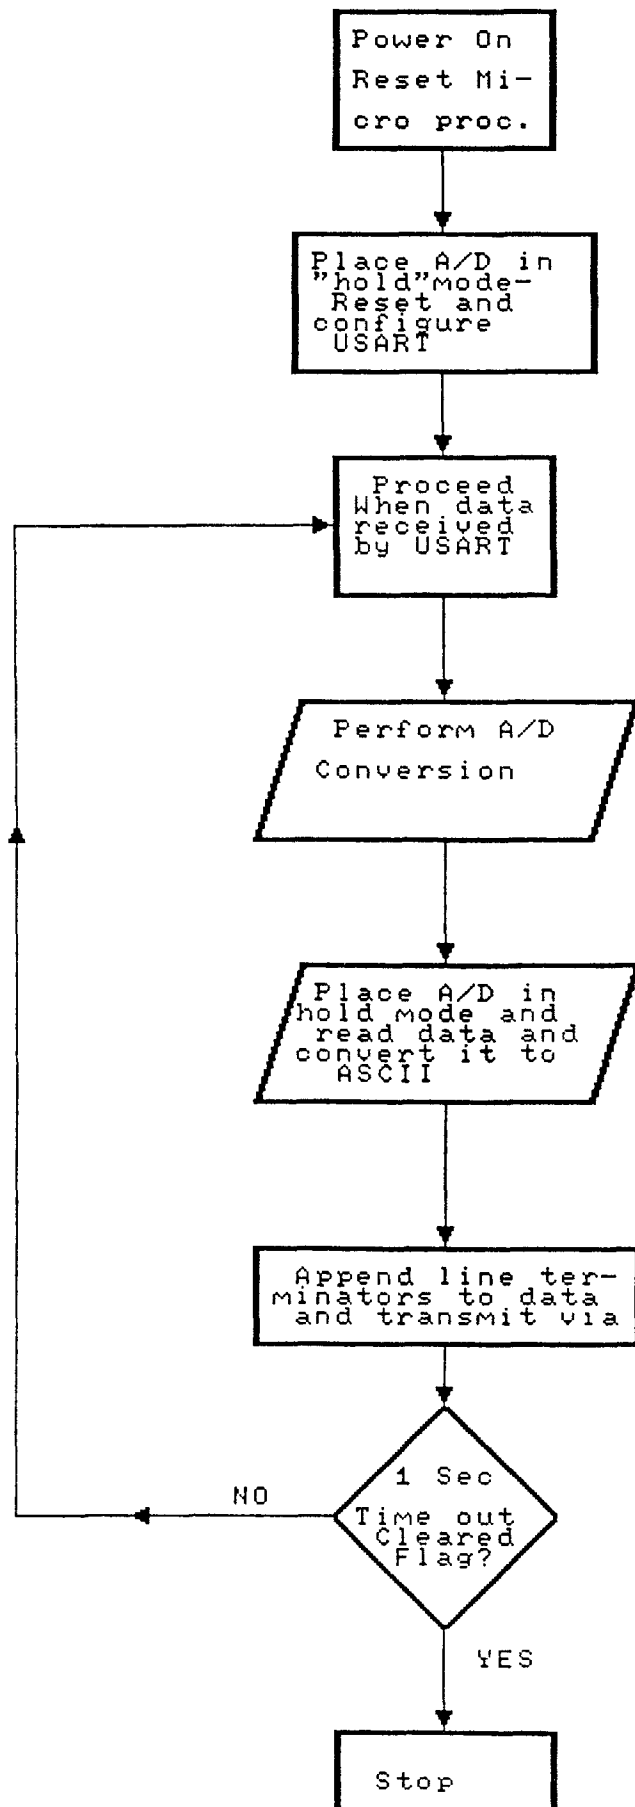 Power On
Reset Mi-
cro proc.
Place A/D in
"hold"mode-
Reset and
configure
USART
Proceed
When data
received
by USART
Perform A/D
Conversion
Place A/D in
hold mode and
read data and
convert it to
ASCII
Append line ter-
minators to data
and transmit via
1 Sec
Time out
Cleared
Flag?
NO
YES
Stop